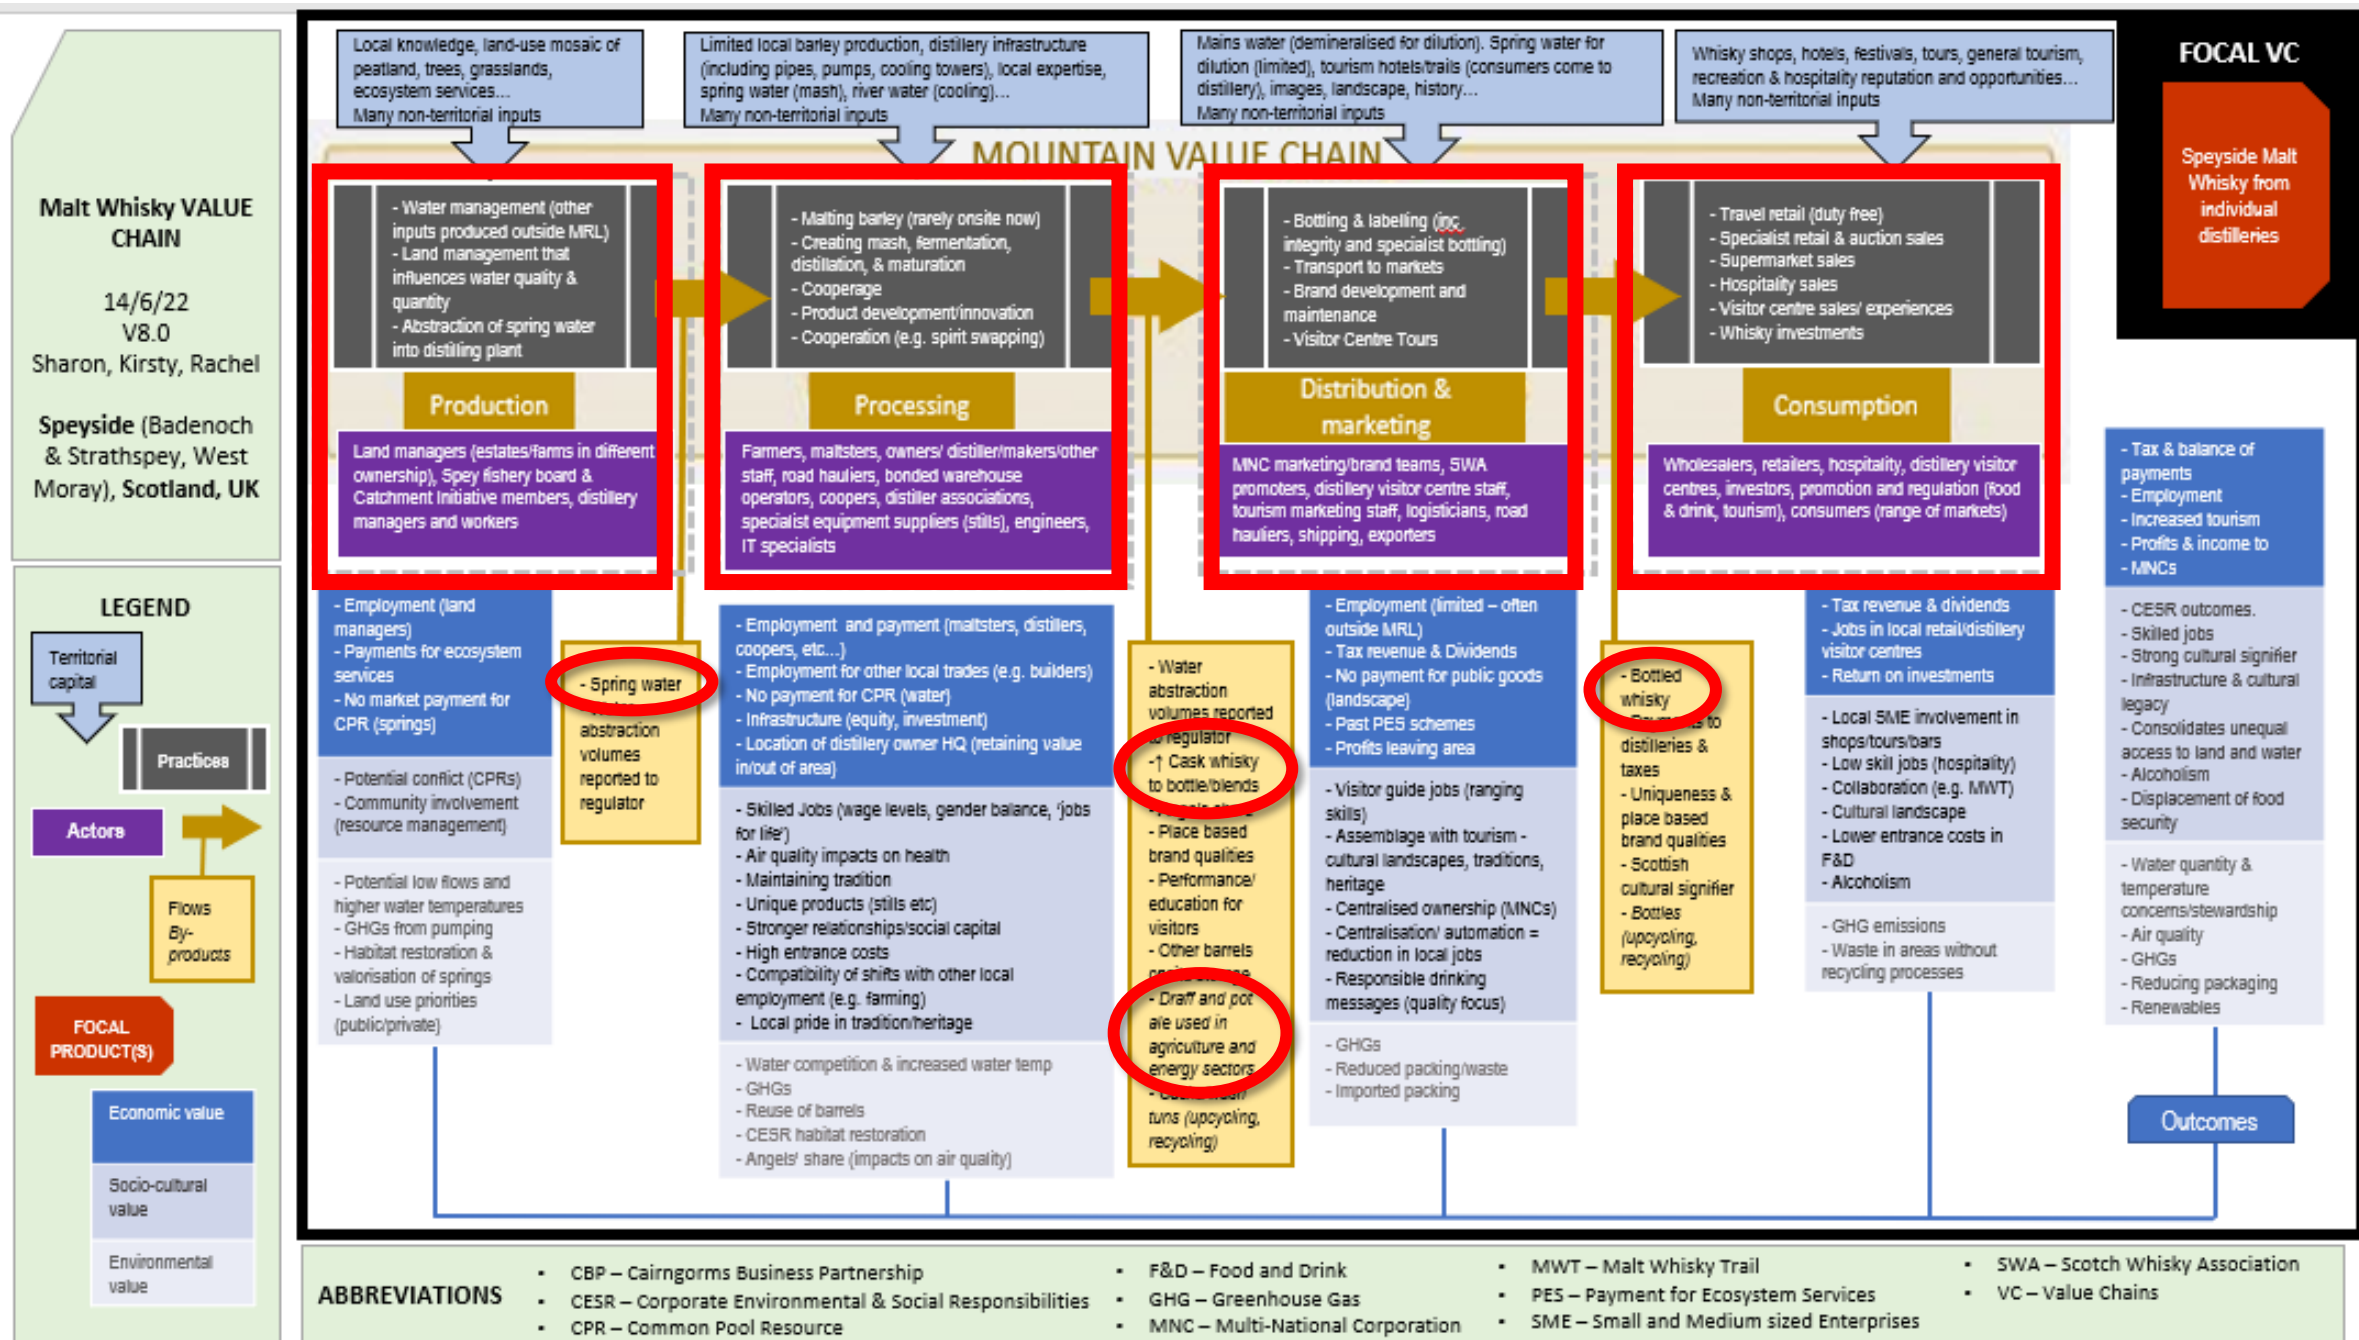 Malt Whisky VALUE
CHAIN
14/6/22
V8.0
Sharon, Kirsty, Rachel
Speyside (Badenoch
& Strathspey, West
Moray), Scotland, UK
LEGEND
Territorial
capital
Practices
Actors
Flows
By-
products
FOCAL
PRODUCT(S)
Economic value
Socio-cultural
value
Environmental
value
Local knowledge, land-use mosaic of
peatland, trees, grasslands,
ecosystem services...
Many non-territorial inputs
Limited local barley production, distillery infrastructure
(including pipes, pumps, cooling towers), local expertise,
spring water (mash), river water (cooling)...
Many non-territorial inputs
Mains water (demineralised for dilution). Spring water for
dilution (limited), tourism hotels/trails (consumers come to
distillery), images, landscape, history...
Many non-territorial inputs
Whisky shops, hotels, festivals, tours, general tourism,
recreation & hospitality reputation and opportunities...
Many non-territorial inputs
FOCAL VC
Speyside Malt
Whisky from
individual
distilleries
MOUNTAIN VALUE CHAIN
- Water management (other
inputs produced outside MRL)
- Land management that
influences water quality &
quantity
- Abstraction of spring water
into distilling plant
Production
Land managers (estates/farms in different
ownership), Spey fishery board &
Catchment Initiative members, distillery
managers and workers
- Malting barley (rarely onsite now)
- Creating mash, fermentation,
distillation, & maturation
- Cooperage
- Product development/innovation
- Cooperation (e.g. spirit swapping)
Processing
Farmers, maltsters, owners/ distiller/makers/other
staff, road hauliers, bonded warehouse
operators, coopers, distiller associations,
specialist equipment suppliers (stills), engineers,
IT specialists
- Bottling & labelling (inc.
integrity and specialist bottling)
- Transport to markets
- Brand development and
maintenance
- Visitor Centre Tours
Distribution &
marketing
MNC marketing/brand teams, SWA
promoters, distillery visitor centre staff,
tourism marketing staff, logisticians, road
hauliers, shipping, exporters
- Travel retail (duty free)
- Specialist retail & auction sales
- Supermarket sales
- Hospitality sales
- Visitor centre sales/ experiences
- Whisky investments
Consumption
Wholesalers, retailers, hospitality, distillery visitor
centres, investors, promotion and regulation (food
& drink, tourism), consumers (range of markets)
- Employment (land
managers)
- Payments for ecosystem
services
- No market payment for
CPR (springs)
- Potential conflict (CPRs)
- Community involvement
(resource management)
- Potential low flows and
higher water temperatures
- GHGs from pumping
- Habitat restoration &
valorisation of springs
- Land use priorities
(public/private)
- Spring water
abstraction
volumes
reported to
regulator
- Employment and payment (maltsters, distillers,
coopers, etc...)
- Employment for other local trades (e.g. builders)
- No payment for CPR (water)
- Infrastructure (equity, investment)
- Location of distillery owner HQ (retaining value
in/out of area)
- Skilled Jobs (wage levels, gender balance, 'jobs
for life')
- Air quality impacts on health
- Maintaining tradition
- Unique products (stills etc)
- Stronger relationships/social capital
- High entrance costs
- Compatibility of shifts with other local
employment (e.g. farming)
- Local pride in tradition/heritage
- Water competition & increased water temp
- GHGs
- Reuse of barrels
- CESR habitat restoration
- Angels' share (impacts on air quality)
- Water
abstraction
volumes reported
to regulator
-↑ Cask whisky
to bottle/blends
- Place based
brand qualities
- Performance/
education for
visitors
- Other barrels
- Draff and pot
ale used in
agriculture and
energy sectors
tuns (upcycling,
recycling)
- Employment (limited – often
outside MRL)
- Tax revenue & Dividends
- No payment for public goods
(landscape)
- Past PES schemes
- Profits leaving area
- Visitor guide jobs (ranging
skills)
- Assemblage with tourism -
cultural landscapes, traditions,
heritage
- Centralised ownership (MNCs)
- Centralisation/ automation =
reduction in local jobs
- Responsible drinking
messages (quality focus)
- GHGs
- Reduced packing/waste
- Imported packing
- Bottled
whisky
- Payments to
distilleries &
taxes
- Uniqueness &
place based
brand qualities
- Scottish
cultural signifier
- Bottles
(upcycling,
recycling)
- Tax revenue & dividends
- Jobs in local retail/distillery
visitor centres
- Return on investments
- Local SME involvement in
shops/tours/bars
- Low skill jobs (hospitality)
- Collaboration (e.g. MWT)
- Cultural landscape
- Lower entrance costs in
F&D
- Alcoholism
- GHG emissions
- Waste in areas without
recycling processes
- Tax & balance of
payments
- Employment
- Increased tourism
- Profits & income to
- MNCs
- CESR outcomes.
- Skilled jobs
- Strong cultural signifier
- Infrastructure & cultural
legacy
- Consolidates unequal
access to land and water
- Alcoholism
- Displacement of food
security
- Water quantity &
temperature
concerns/stewardship
- Air quality
- GHGs
- Reducing packaging
- Renewables
Outcomes
ABBREVIATIONS
▪ CBP – Cairngorms Business Partnership
▪ CESR – Corporate Environmental & Social Responsibilities
▪ CPR – Common Pool Resource
▪ F&D – Food and Drink
▪ GHG – Greenhouse Gas
▪ MNC – Multi-National Corporation
▪ MWT – Malt Whisky Trail
▪ PES – Payment for Ecosystem Services
▪ SME – Small and Medium sized Enterprises
▪ SWA – Scotch Whisky Association
▪ VC – Value Chains